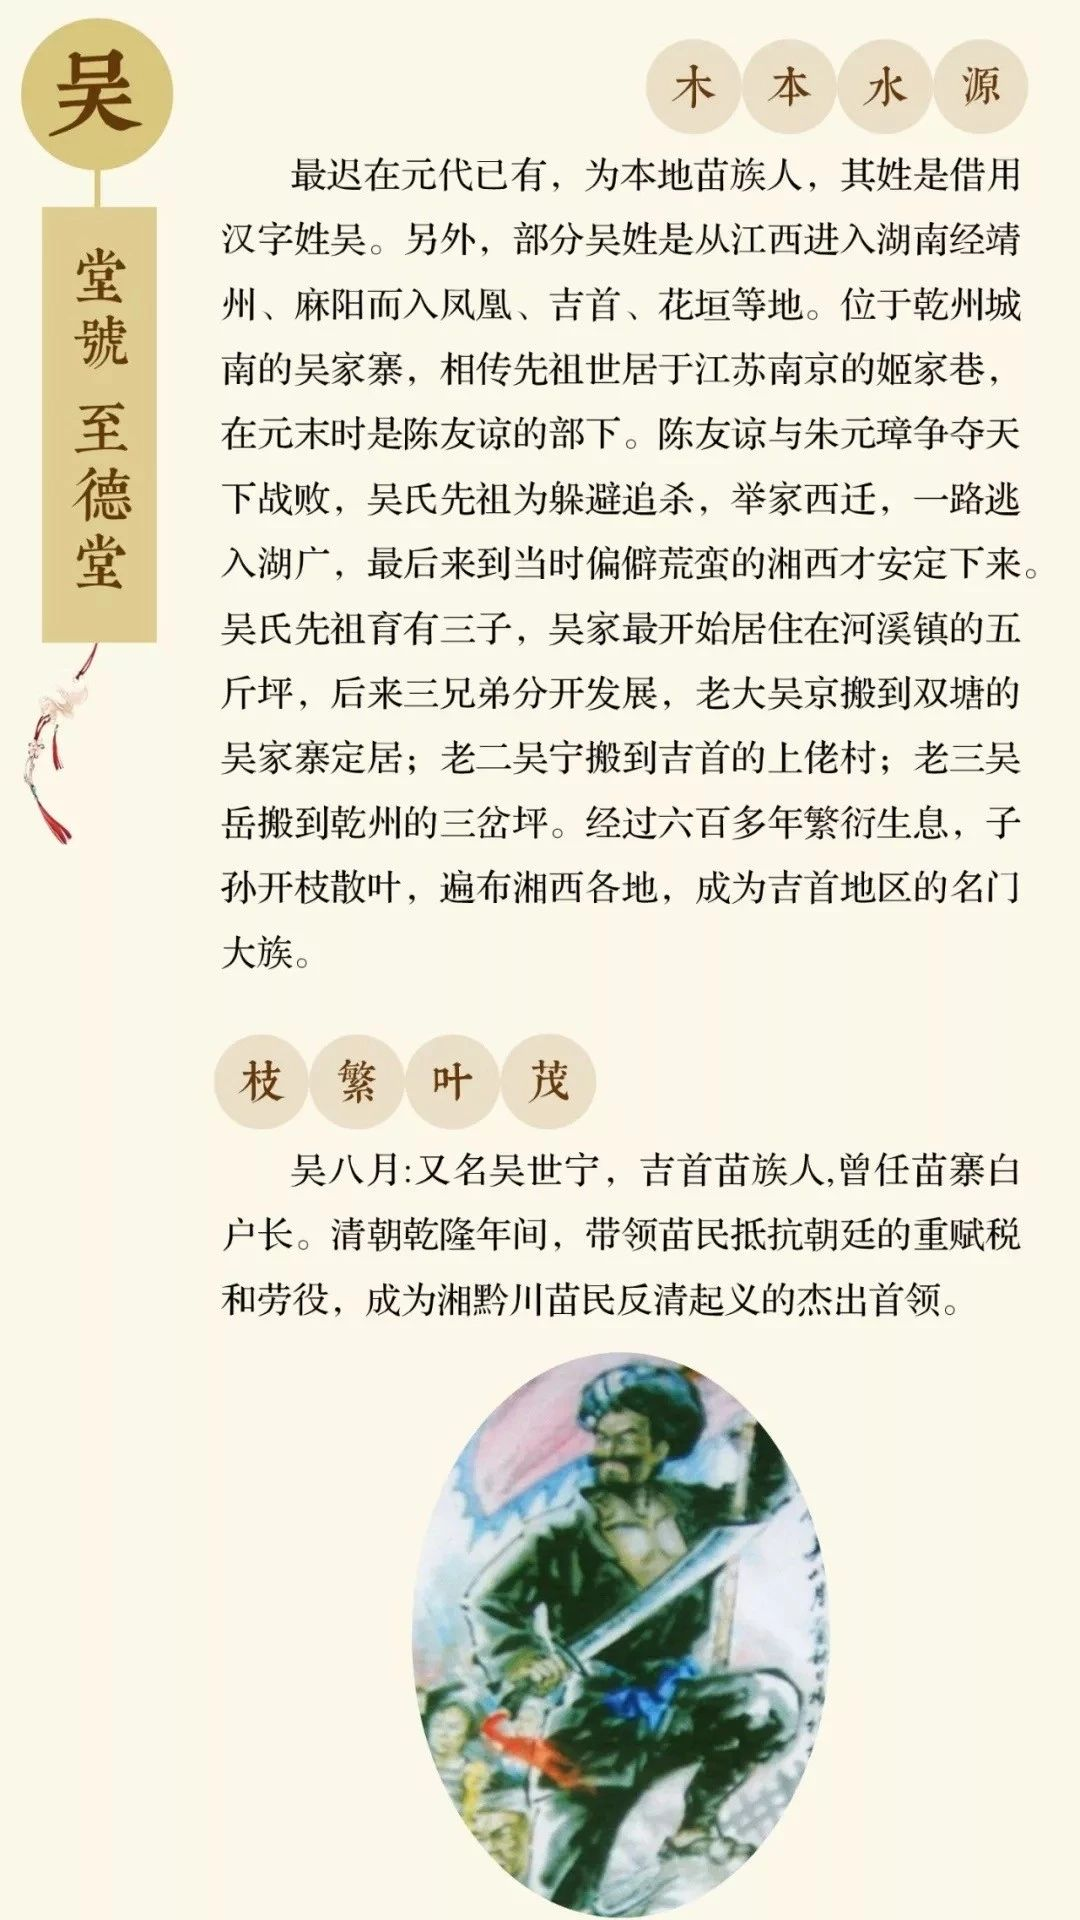 吴
堂號 至德堂
木本水源
最迟在元代已有，为本地苗族人，其姓是借用
汉字姓吴。另外，部分吴姓是从江西进入湖南经靖
州、麻阳而入凤凰、吉首、花垣等地。位于乾州城
南的吴家寨，相传先祖世居于江苏南京的姬家巷，
在元末时是陈友谅的部下。陈友谅与朱元璋争夺天
下战败，吴氏先祖为躲避追杀，举家西迁，一路逃
入湖广，最后来到当时偏僻荒蛮的湘西才安定下来。
吴氏先祖育有三子，吴家最开始居住在河溪镇的五
斤坪，后来三兄弟分开发展，老大吴京搬到双塘的
吴家寨定居；老二吴宁搬到吉首的上佬村；老三吴
岳搬到乾州的三岔坪。经过六百多年繁衍生息，子
孙开枝散叶，遍布湘西各地，成为吉首地区的名门
大族。
枝繁叶茂
吴八月:又名吴世宁，吉首苗族人,曾任苗寨白
户长。清朝乾隆年间，带领苗民抵抗朝廷的重赋税
和劳役，成为湘黔川苗民反清起义的杰出首领。